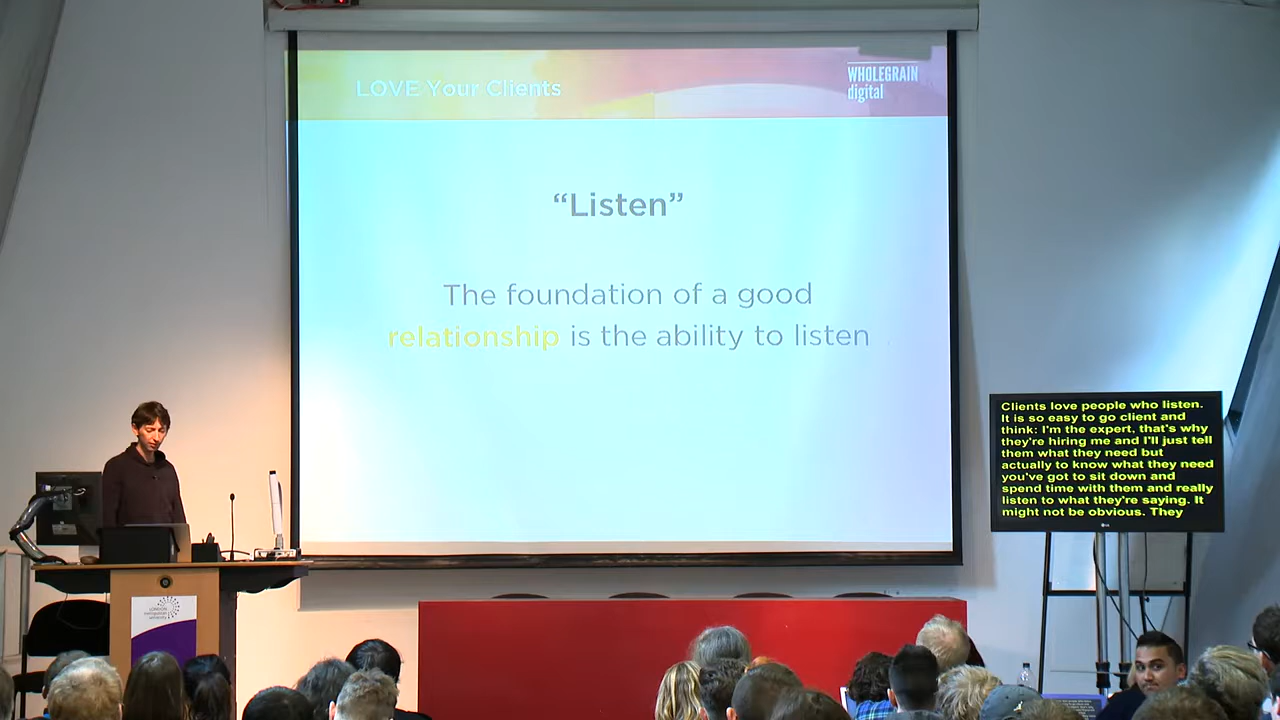 LOVE Your Clients
WHOLEGRAIN
digital
“Listen”
The foundation of a good
relationship is the ability to listen
Clients love people who listen.
It is so easy to go client and
think: I'm the expert, that's why
they're hiring me and I'll just tell
them what they need but
actually to know what they need
you've got to sit down and
spend time with them and really
listen to what they're saying. It
might not be obvious. They
LG
LONDON
metropolitan
university